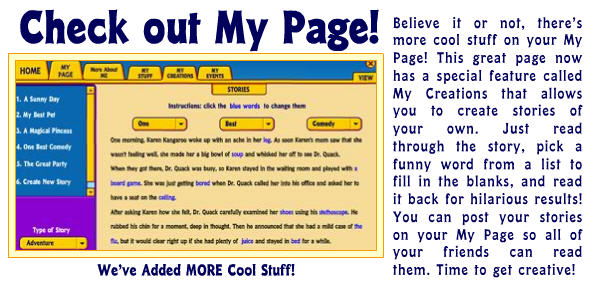 Check out My Page!
HOME
MY PAGE
More About ME
MY STUFF
MY CREATIONS
MY EVENTS
VIEW
STORIES
Instructions: click the blue words to change them
One
Best
Comedy
1. A Sunny Day
2. My Best Pet
3. A Magical Pincess
4. One Best Comedy
5. The Great Party
6. Create New Story
Type of Story
Adventure
One morning, Karen Kangaroo woke up with an ache in her leg. As soon Karen's mom saw that she
wasn't feeling well, she made her a big bowl of soup and whisked her off to see Dr. Quack.
When they got there, Dr. Quack was busy, so Karen stayed in the waiting room and played with a
board game. She was just getting bored when Dr. Quack called her into his office and asked her to
have a seat on the ceiling.
After asking Karen how she felt, Dr. Quack carefully examined her shoes using his stethoscope. He
rubbed his chin for a moment, deep in thought. Then he announced that she had a mild case of the
flu, but it would clear right up if she had plenty of juice and stayed in bed for a while.
We've Added MORE Cool Stuff!
Believe it or not, there's
more cool stuff on your My
Page! This great page now
has a special feature called
My Creations that allows
you to create stories of
your own. Just read
through the story, pick a
funny word from a list to
fill in the blanks, and read
it back for hilarious results!
You can post your stories
on your My Page so all of
your friends can read
them. Time to get creative!